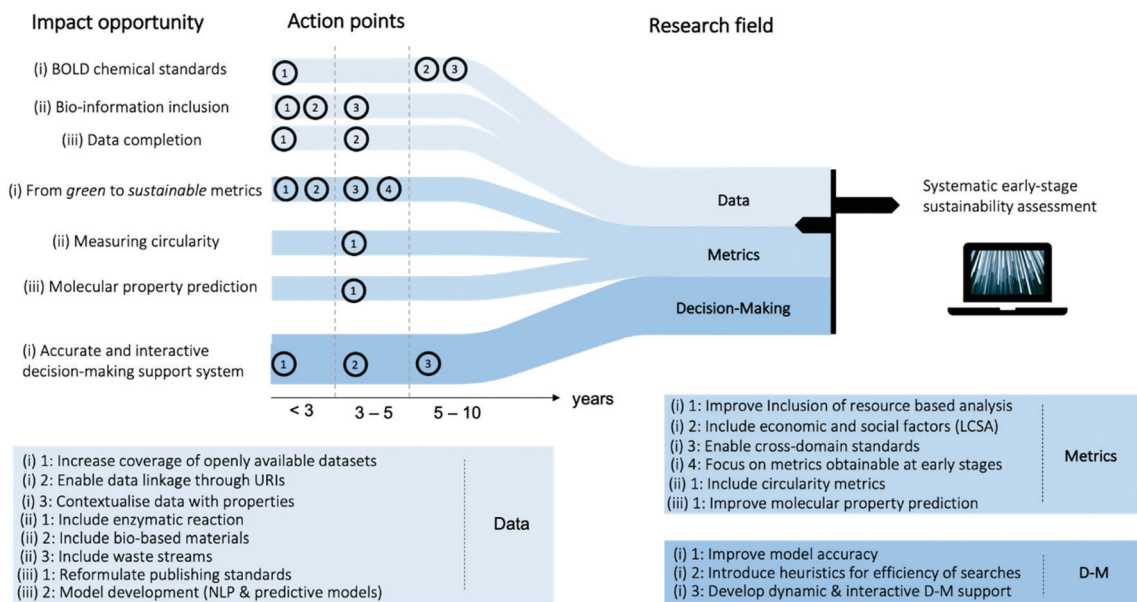 Impact opportunity
Action points
Research field
(i) BOLD chemical standards
1
2
3
(ii) Bio-information inclusion
1
2
3
(iii) Data completion
1
2
(i) From green to sustainable metrics
1
2
3
4
(ii) Measuring circularity
1
(iii) Molecular property prediction
1
(i) Accurate and interactive
decision-making support system
1
2
3
Data
Metrics
Decision-Making
Systematic early-stage
sustainability assessment
< 3
3 – 5
5 – 10
years
(i) 1: Increase coverage of openly available datasets
(i) 2: Enable data linkage through URIs
(i) 3: Contextualise data with properties
(ii) 1: Include enzymatic reaction
(ii) 2: Include bio-based materials
(ii) 3: Include waste streams
(iii) 1: Reformulate publishing standards
(iii) 2: Model development (NLP & predictive models)
Data
(i) 1: Improve Inclusion of resource based analysis
(i) 2: Include economic and social factors (LCSA)
(i) 3: Enable cross-domain standards
(i) 4: Focus on metrics obtainable at early stages
(ii) 1: Include circularity metrics
(iii) 1: Improve molecular property prediction
Metrics
(i) 1: Improve model accuracy
(i) 2: Introduce heuristics for efficiency of searches
(i) 3: Develop dynamic & interactive D-M support
D-M